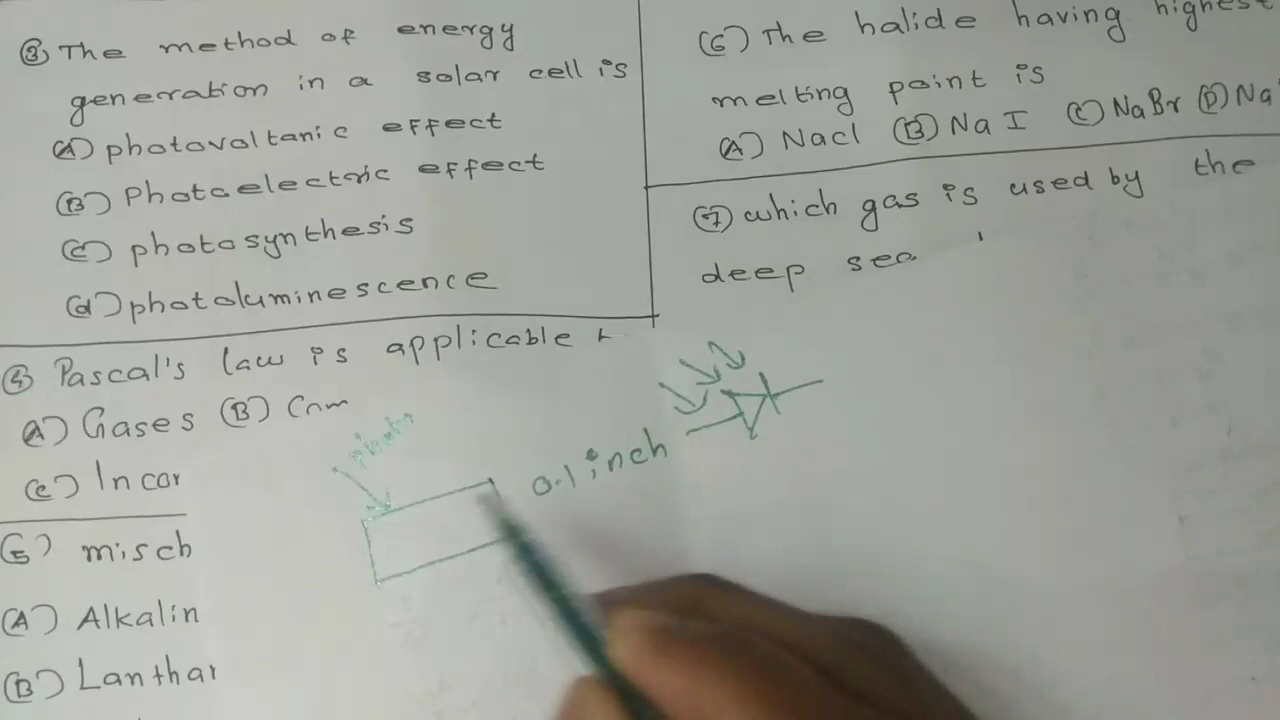 (3) The method of energy
generation in a solar cell is
(A) photovoltanic effect
(B) Photoelectric effect
(C) photosynthesis
(d) photoluminescence
(4) Pascal's law is applicable
(A) Gases (B)
(C) Incor
(5) misch
(A) Alkalin
(B) Lanthar
(6) The halide having highest
melting point is
(A) Nacl (B) NaI (C) NaBr (D) Na
(7) which gas is used by the
deep sea
0.1 inch